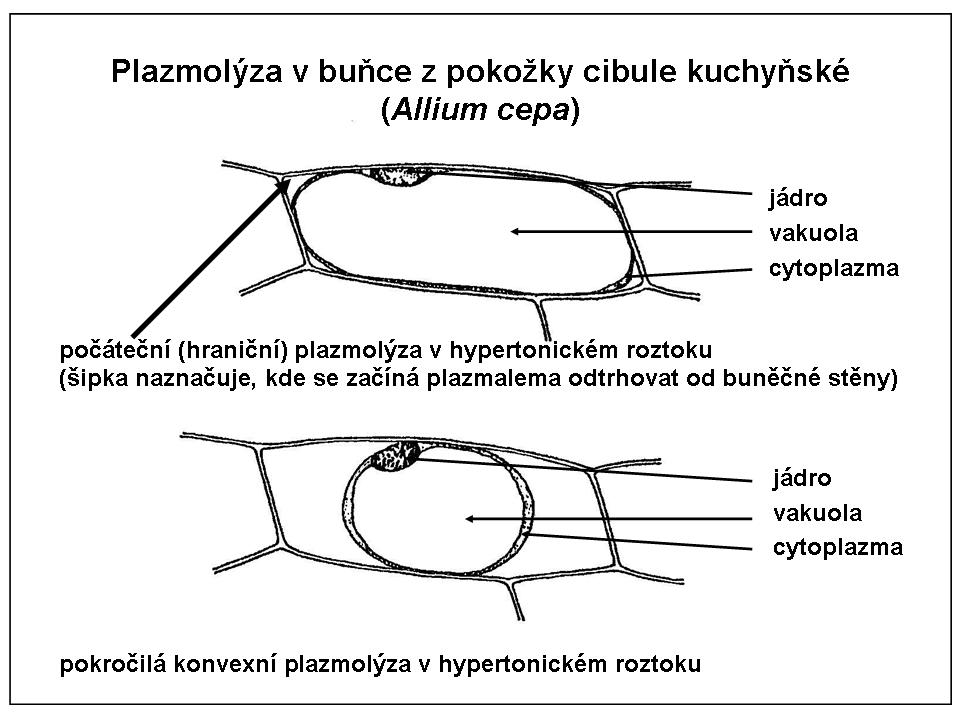 Plazmolýza v buňce z pokožky cibule kuchyňské
(Allium cepa)
jádro
vakuola
cytoplazma
počáteční (hraniční) plazmolýza v hypertonickém roztoku
(šipka naznačuje, kde se začíná plazmalema odtrhovat od buněčné stěny)
jádro
vakuola
cytoplazma
pokročilá konvexní plazmolýza v hypertonickém roztoku